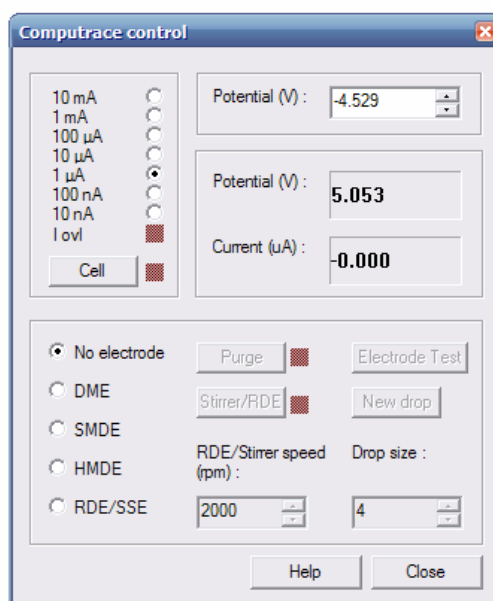 Computrace control
10 mA
1 mA
100 µA
10 µA
1 µA
100 nA
10 nA
I ovl
Cell
Potential (V) :
-4.529
Potential (V) :
5.053
Current (uA) :
-0.000
No electrode
DME
SMDE
HMDE
RDE/SSE
Purge
Electrode Test
Stirrer/RDE
New drop
RDE/Stirrer speed
(rpm) :
Drop size :
2000
4
Help
Close